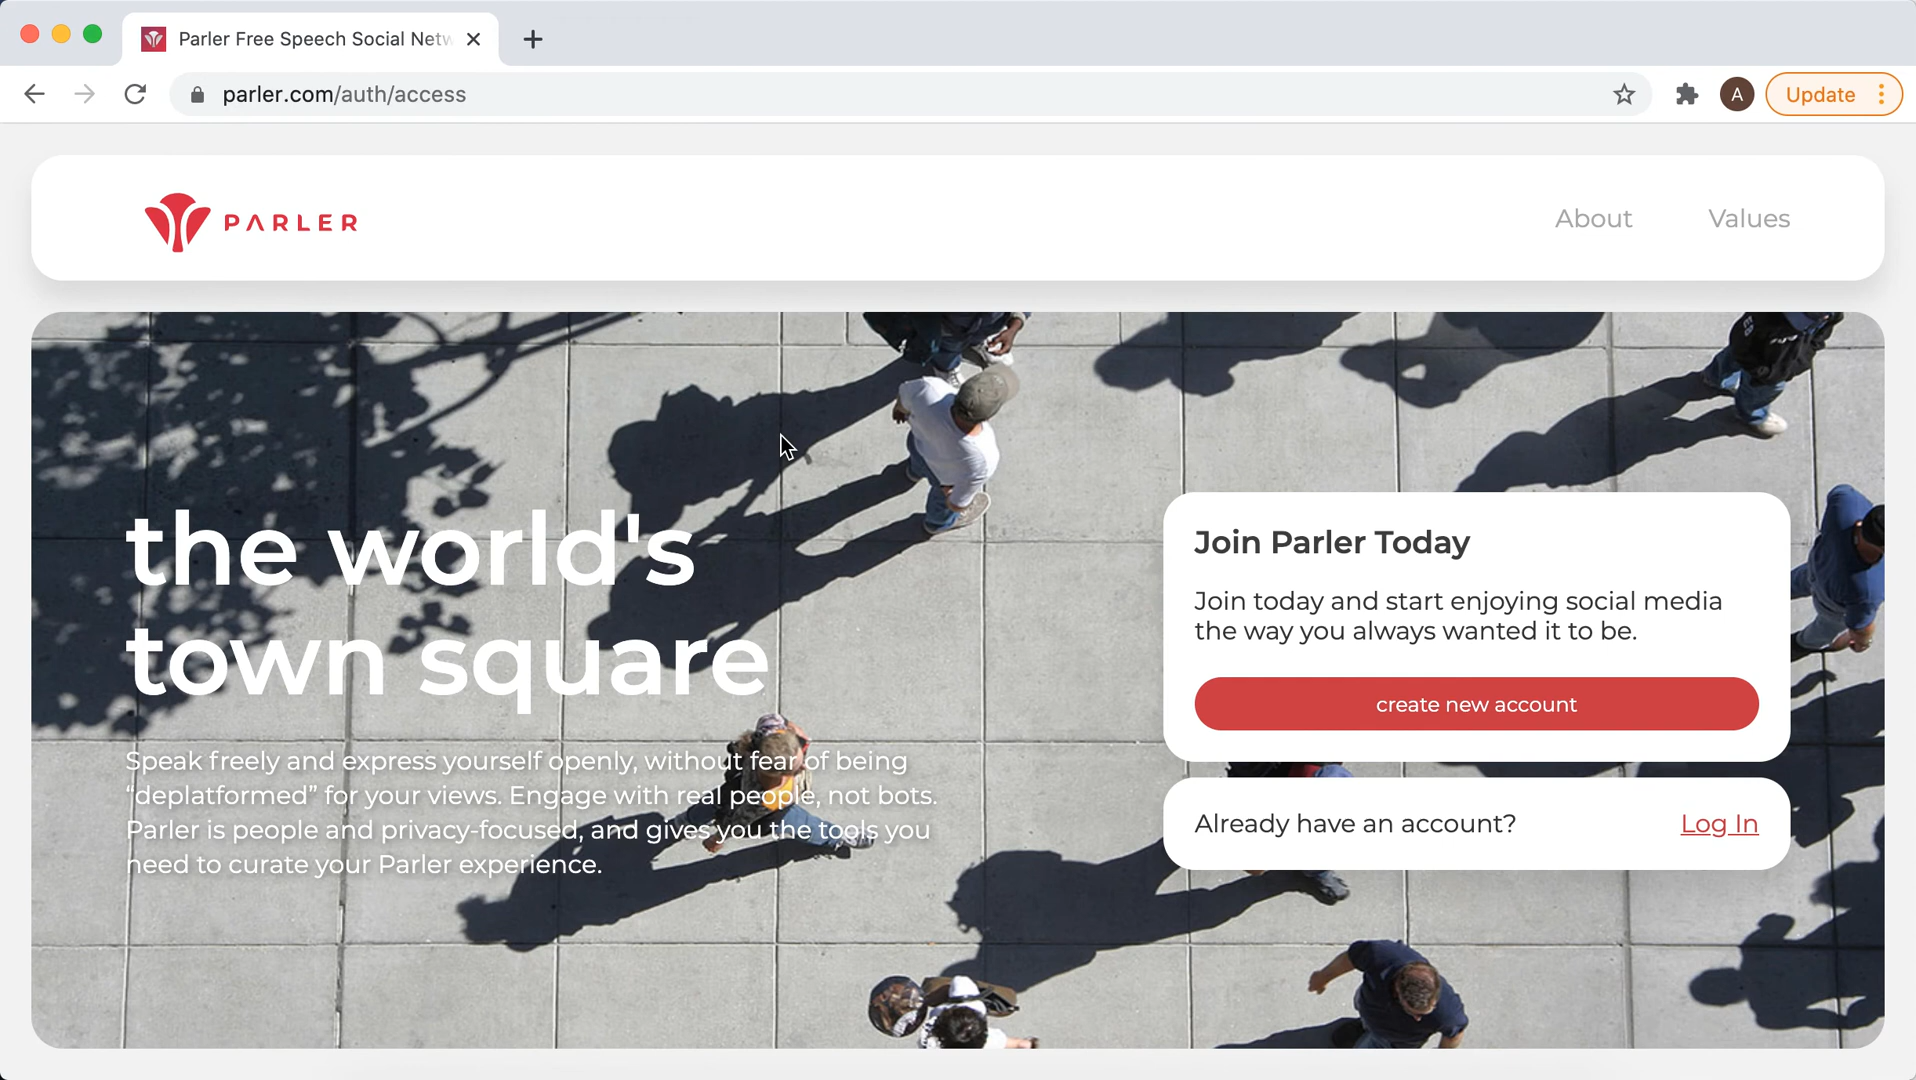 Parler Free Speech Social Netw
parler.com/auth/access
A
Update
PARLER
About
Values
the world's
town square
Speak freely and express yourself openly, without fear of being
“deplatformed” for your views. Engage with real people, not bots.
Parler is people and privacy-focused, and gives you the tools you
need to curate your Parler experience.
Join Parler Today
Join today and start enjoying social media
the way you always wanted it to be.
create new account
Already have an account?
Log In